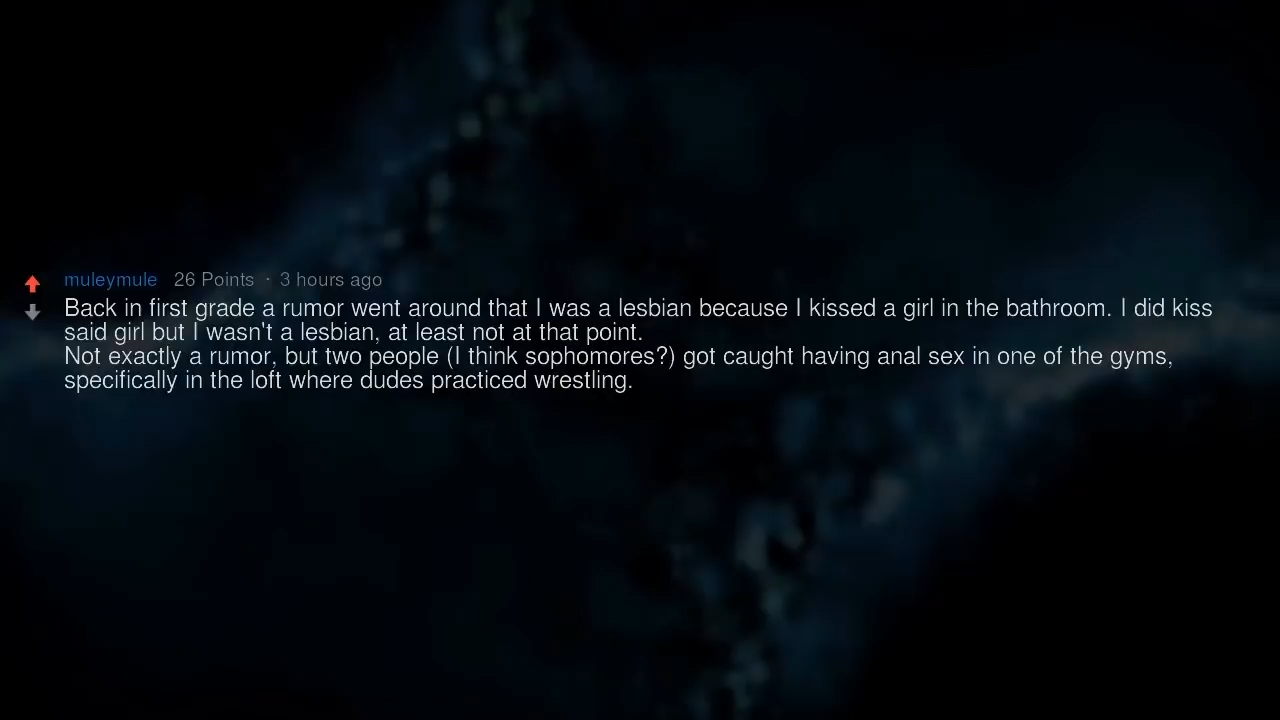 muleymule 26 Points · 3 hours ago
Back in first grade a rumor went around that I was a lesbian because I kissed a girl in the bathroom. I did kiss
said girl but I wasn't a lesbian, at least not at that point.
Not exactly a rumor, but two people (I think sophomores?) got caught having anal sex in one of the gyms,
specifically in the loft where dudes practiced wrestling.